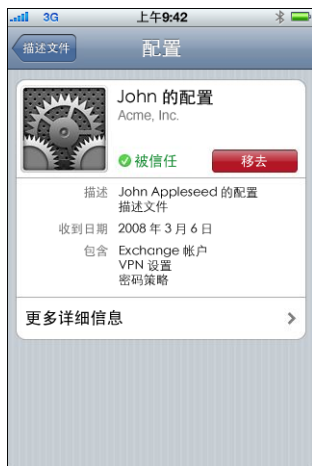 3G 上午9:42
描述文件 配置
John 的配置
Acme, Inc.
被信任 移去
描述 John Appleseed 的配置
描述文件
收到日期 2008 年 3 月 6 日
包含 Exchange 帐户
VPN 设置
密码策略
更多详细信息